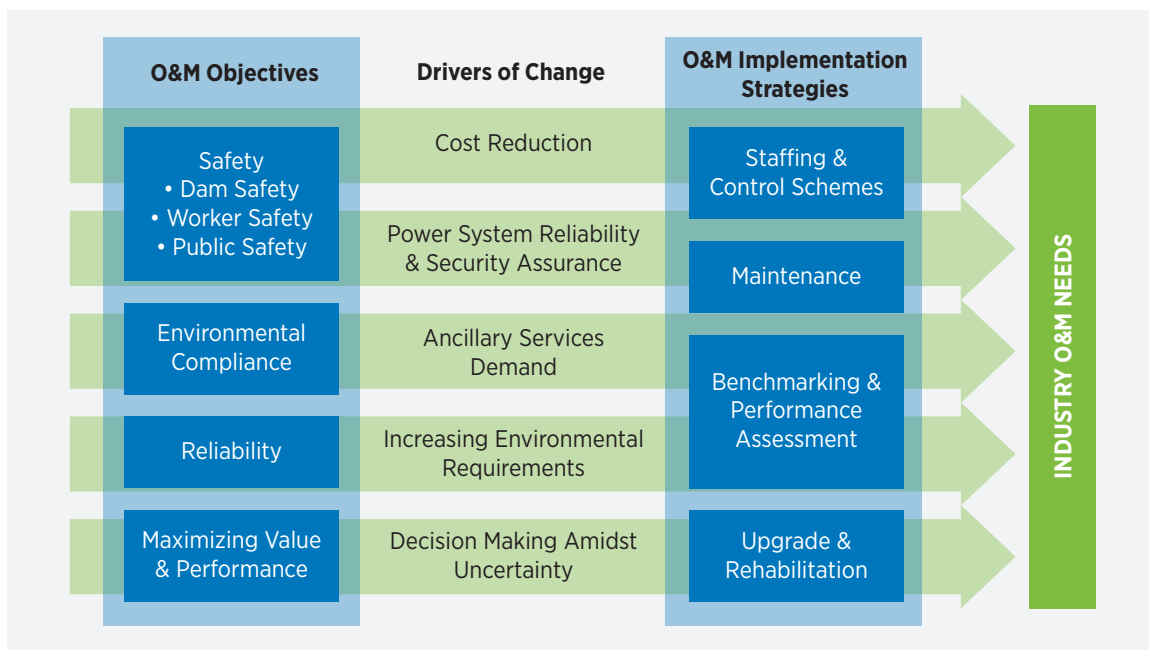 O&M Objectives
Safety
• Dam Safety
• Worker Safety
• Public Safety
Environmental
Compliance
Reliability
Maximizing Value
& Performance
Drivers of Change
Cost Reduction
Power System Reliability
& Security Assurance
Ancillary Services
Demand
Increasing Environmental
Requirements
Decision Making Amidst
Uncertainty
O&M Implementation
Strategies
Staffing &
Control Schemes
Maintenance
Benchmarking &
Performance
Assessment
Upgrade &
Rehabilitation
INDUSTRY O&M NEEDS